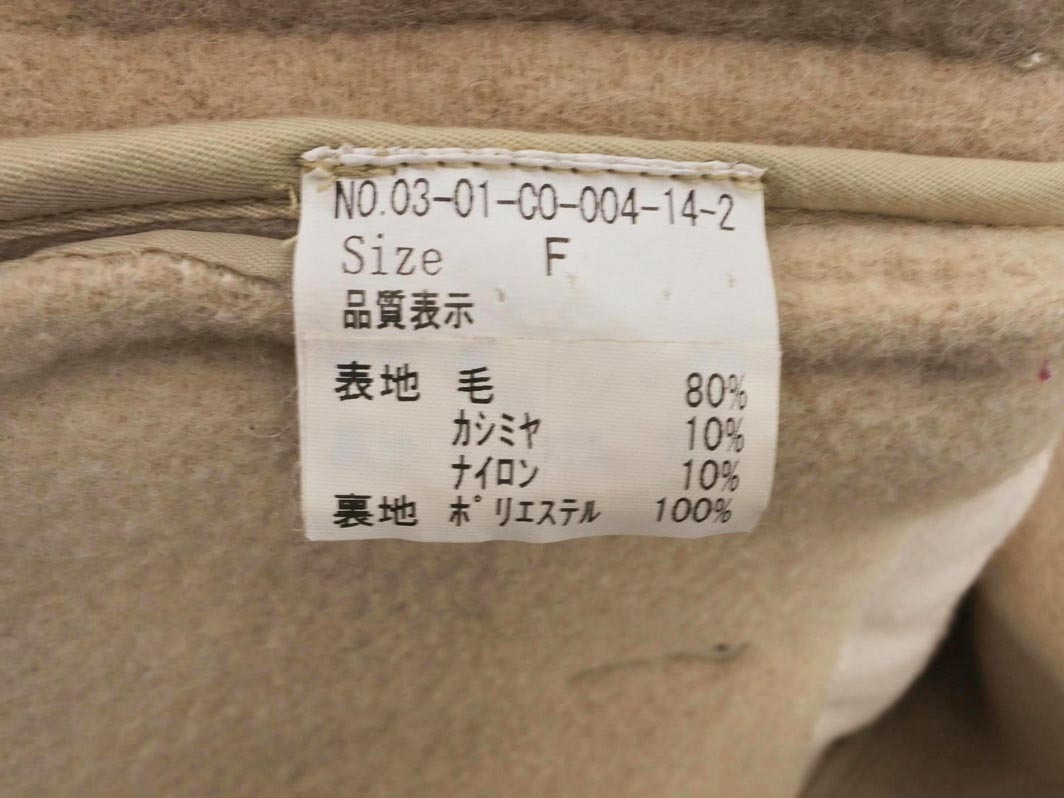 NO.03-01-CO-004-14-2
Size F
品質表示
表地 毛 80%
カシミヤ 10%
ナイロン 10%
裏地 ポリエステル 100%